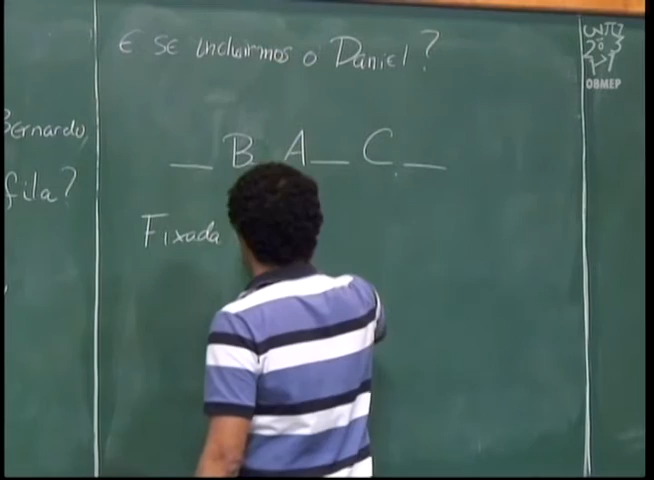 E SE incluirmos o Daniel?
Bernardo,
fila?
_ B _ A _ C _
Fixada
OBMEP